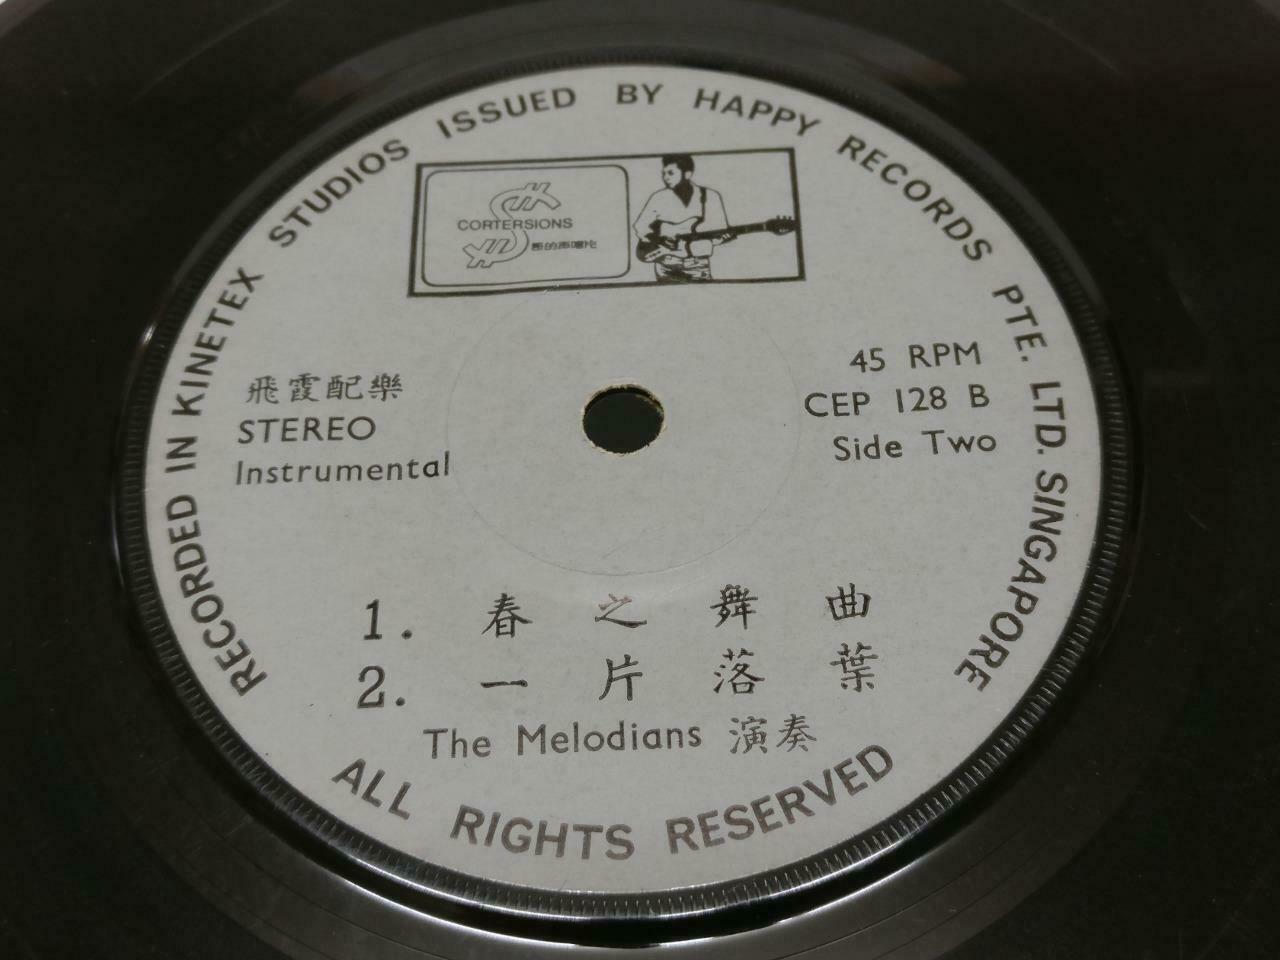 RECORDED IN KINETEX STUDIOS ISSUED BY HAPPY RECORDS PTE. LTD. SINGAPORE
CORTERSIONS
飛霞配樂
STEREO
Instrumental
45 RPM
CEP 128 B
Side Two
1. 春之舞曲
2. 一片落葉
The Melodians 演奏
ALL RIGHTS RESERVED